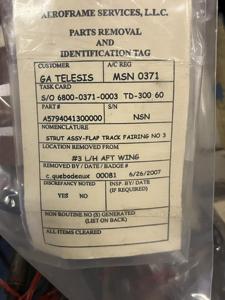 AEROFRAME SERVICES, L.L.C.
PARTS REMOVAL
AND
IDENTIFICATION TAG
CUSTOMER A/C REG
GA TELESIS MSN 0371
TASK CARD
S/O 6800-0371-0003 TD-300 60
PART # S/N
A5794041300000 NSN
NOMENCLATURE
STRUT ASSY-FLAP TRACK FAIRING NO 3
LOCATION REMOVED FROM
#3 L/H AFT WING
REMOVED BY / DATE / BADGE #
c. quebodeaux 00081 6/26/2007
DISCREPANCY NOTED INSP. BY/ DATE
(IF REQUIRED)
YES NO
NON ROUTINE NO (S) GENERATED
(LIST ON BACK)
ALL ITEMS CLEARED